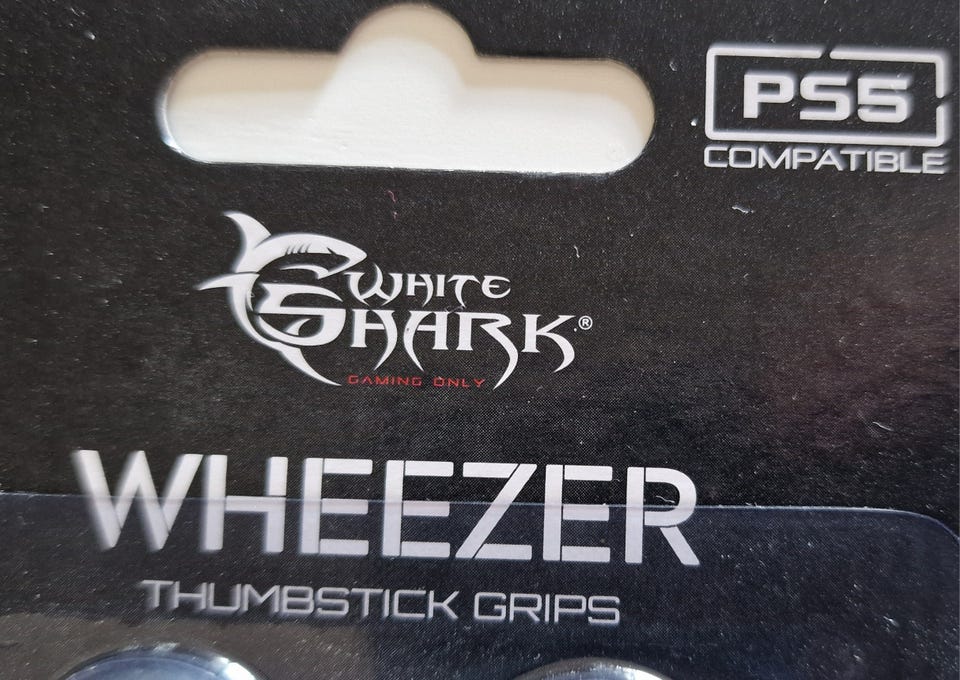 PS5
COMPATIBLE
WHITE
SHARK®
GAMING ONLY
WHEEZER
THUMBSTICK GRIPS